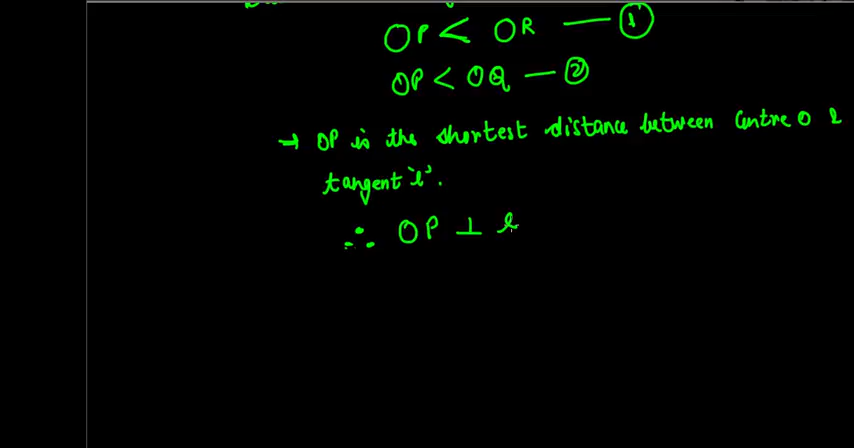 OP < OR — ①
OP < OQ — ②
→ OP is the shortest distance between centre O &
tangent 'l'.
∴ OP ⊥ l